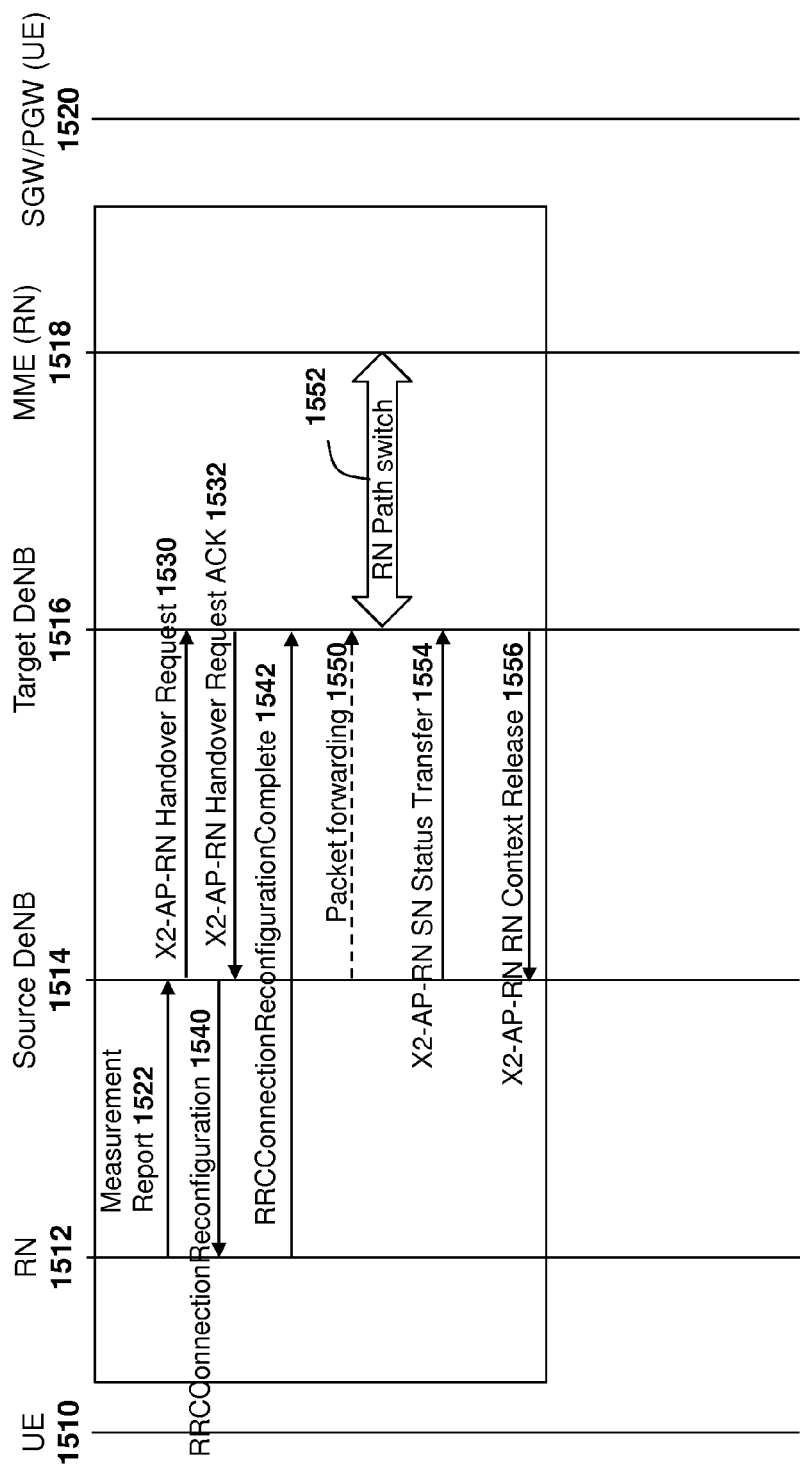 UE
1510
RN
1512
Source DeNB
1514
Target DeNB
1516
MME (RN)
1518
SGW/PGW (UE)
1520
Measurement
Report 1522
X2-AP-RN Handover Request 1530
RRCConnectionReconfiguration 1540
X2-AP-RN Handover Request ACK 1532
RRCConnectionReconfigurationComplete 1542
Packet forwarding 1550
1552
RN Path switch
X2-AP-RN SN Status Transfer 1554
X2-AP-RN RN Context Release 1556